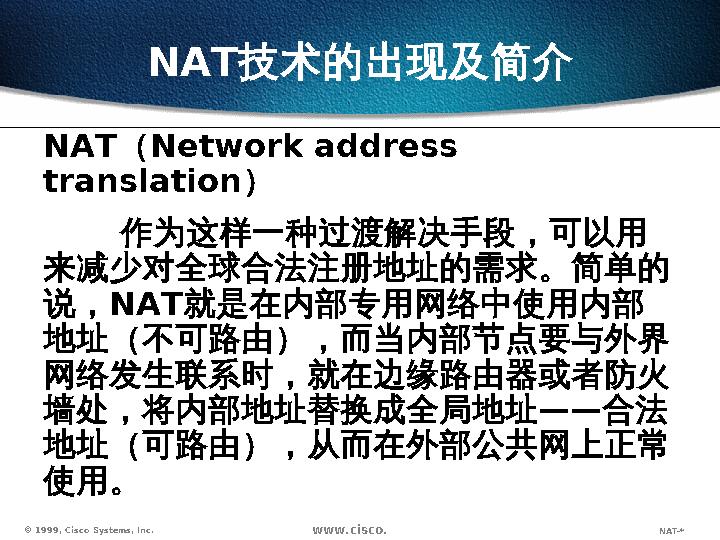 NAT技术的出现及简介
NAT（Network address
translation）
作为这样一种过渡解决手段，可以用
来减少对全球合法注册地址的需求。简单的
说，NAT就是在内部专用网络中使用内部
地址（不可路由），而当内部节点要与外界
网络发生联系时，就在边缘路由器或者防火
墙处，将内部地址替换成全局地址——合法
地址（可路由），从而在外部公共网上正常
使用。
© 1999, Cisco Systems, Inc. www.cisco. NAT-*